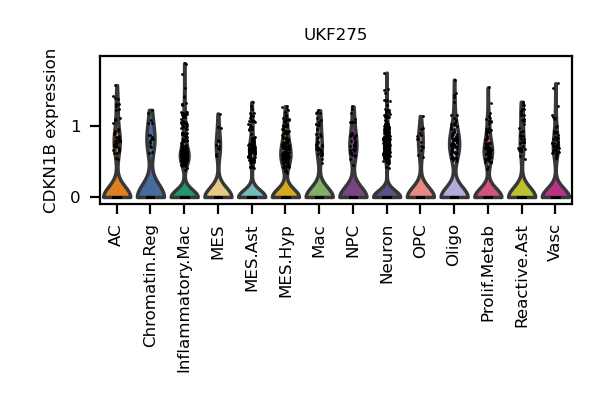 UKF275
CDKN1B expression
1
0
AC
Chromatin.Reg
Inflammatory.Mac
MES
MES.Ast
MES.Hyp
Mac
NPC
Neuron
OPC
Oligo
Prolif.Metab
Reactive.Ast
Vasc